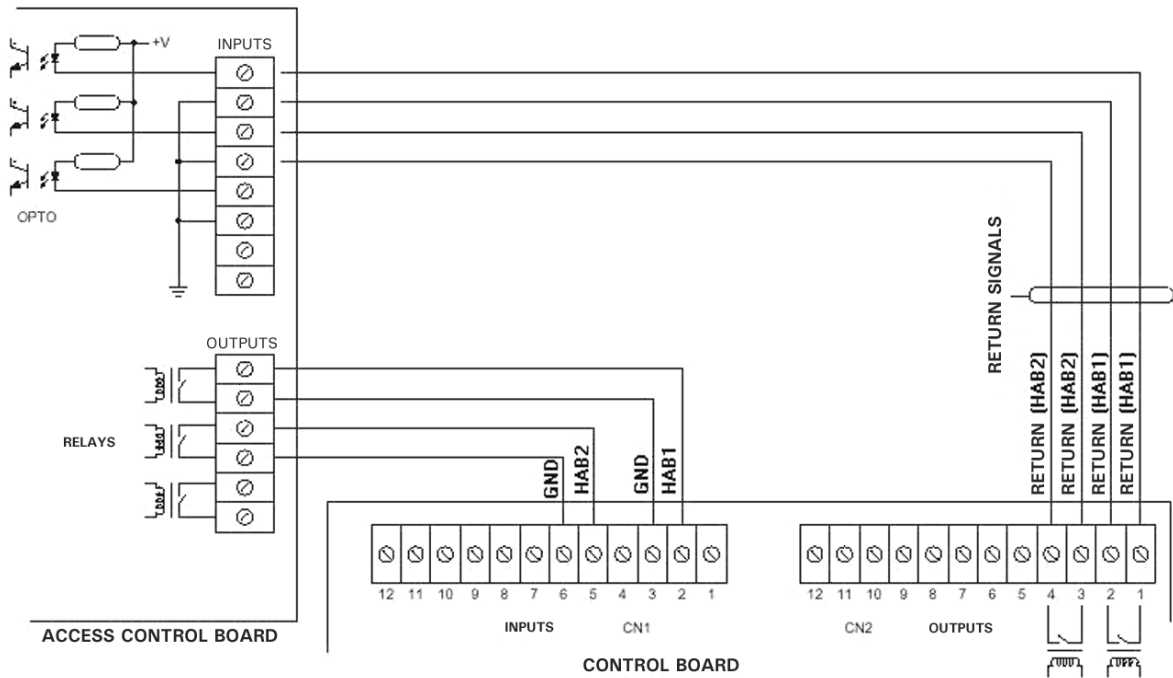 +V
INPUTS
OPTO
OUTPUTS
RELAYS
GND
HAB2
GND
HAB1
RETURN SIGNALS
RETURN (HAB2)
RETURN (HAB2)
RETURN (HAB1)
RETURN (HAB1)
12 11 10 9 8 7 6 5 4 3 2 1
INPUTS CN1
12 11 10 9 8 7 6 5 4 3 2 1
CN2 OUTPUTS
ACCESS CONTROL BOARD
CONTROL BOARD